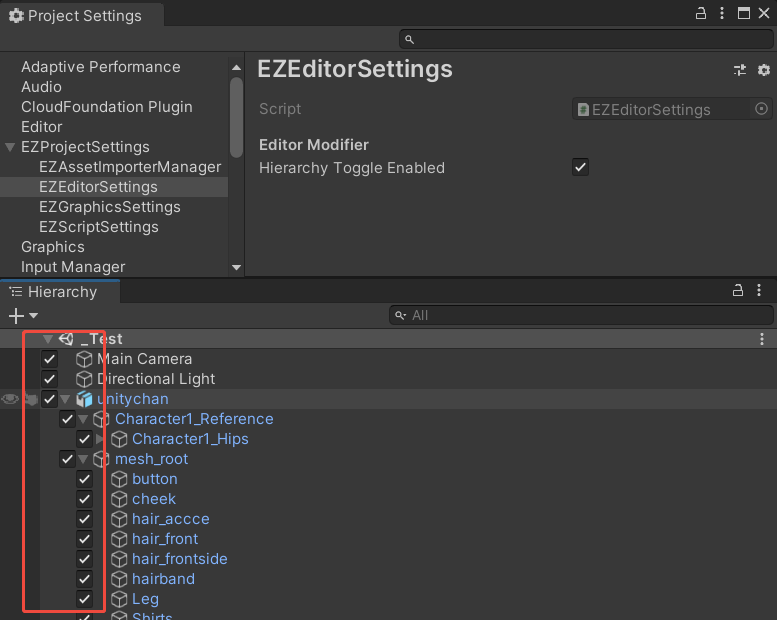 Project Settings
Adaptive Performance
Audio
CloudFoundation Plugin
Editor
EZProjectSettings
EZAssetImporterManager
EZEditorSettings
EZGraphicsSettings
EZScriptSettings
Graphics
Input Manager
EZEditorSettings
Script
EZEditorSettings
Editor Modifier
Hierarchy Toggle Enabled
Hierarchy
All
_Test
Main Camera
Directional Light
unitychan
Character1_Reference
Character1_Hips
mesh_root
button
cheek
hair_accce
hair_front
hair_frontside
hairband
Leg
Shirts